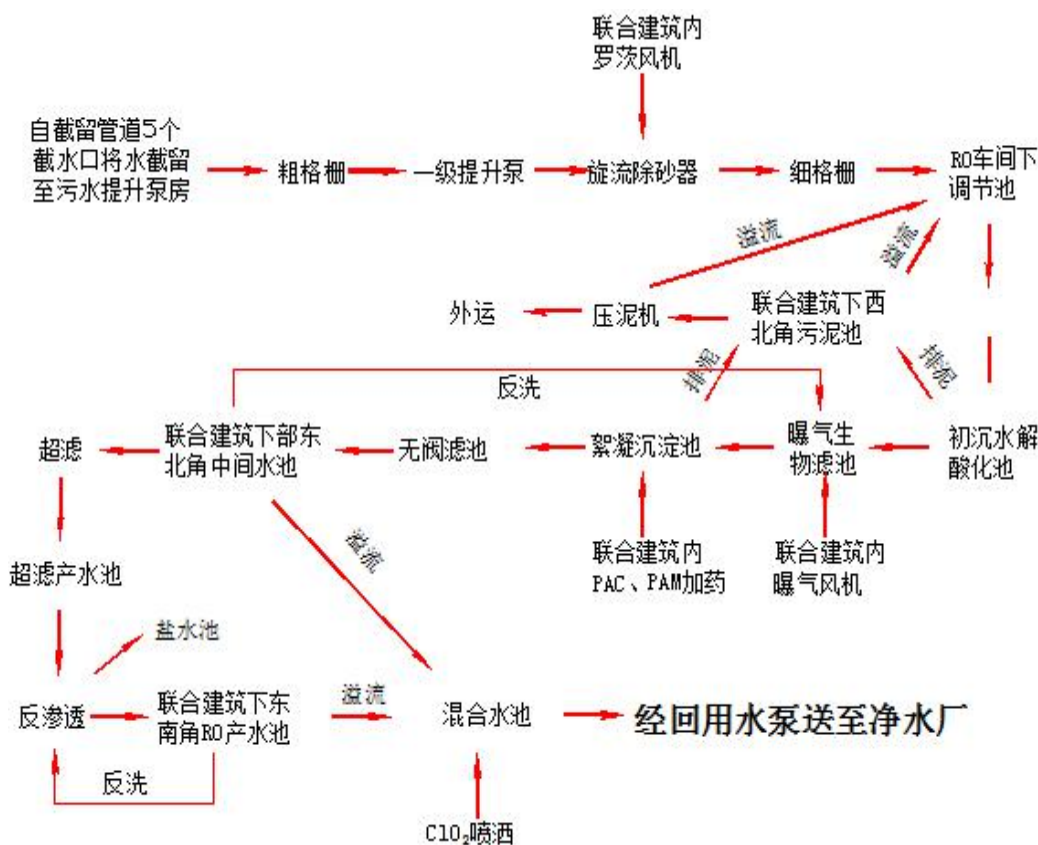 联合建筑内
罗茨风机
自截留管道5个
截水口将水截留
至污水提升泵房
粗格栅
一级提升泵
旋流除砂器
细格栅
RO车间下
调节池
溢流
溢流
外运
压泥机
联合建筑下西
北角污泥池
排泥
排泥
反洗
超滤
联合建筑下部东
北角中间水池
无阀滤池
絮凝沉淀池
曝气生
物滤池
初沉水解
酸化池
溢流
联合建筑内
PAC、PAM加药
联合建筑内
曝气风机
超滤产水池
盐水池
反渗透
联合建筑下东
南角RO产水池
溢流
混合水池
经回用水泵送至净水厂
反洗
ClO₂喷洒